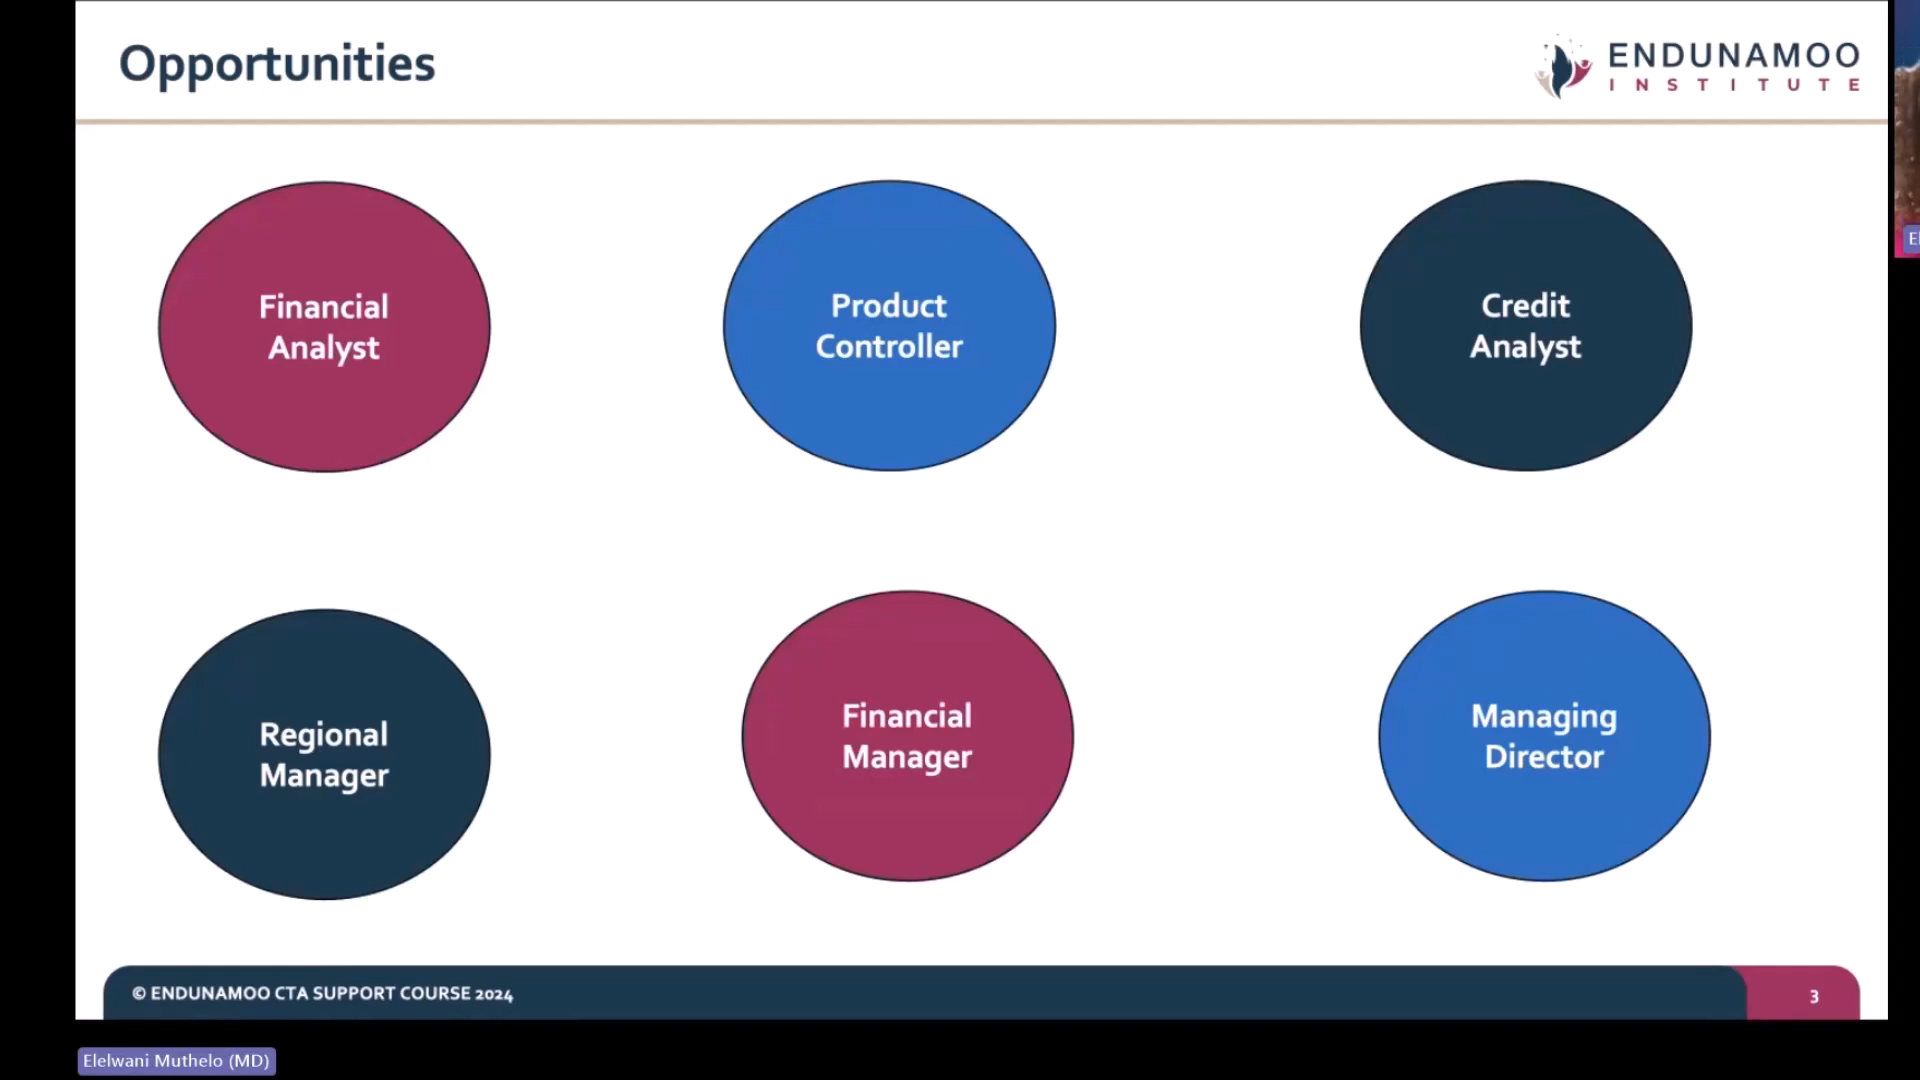 Opportunities
ENDUNAMOO
INSTITUTE
Financial
Analyst
Product
Controller
Credit
Analyst
Regional
Manager
Financial
Manager
Managing
Director
© ENDUNAMOO CTA SUPPORT COURSE 2024
3
El
Elelwani Muthelo (MD)